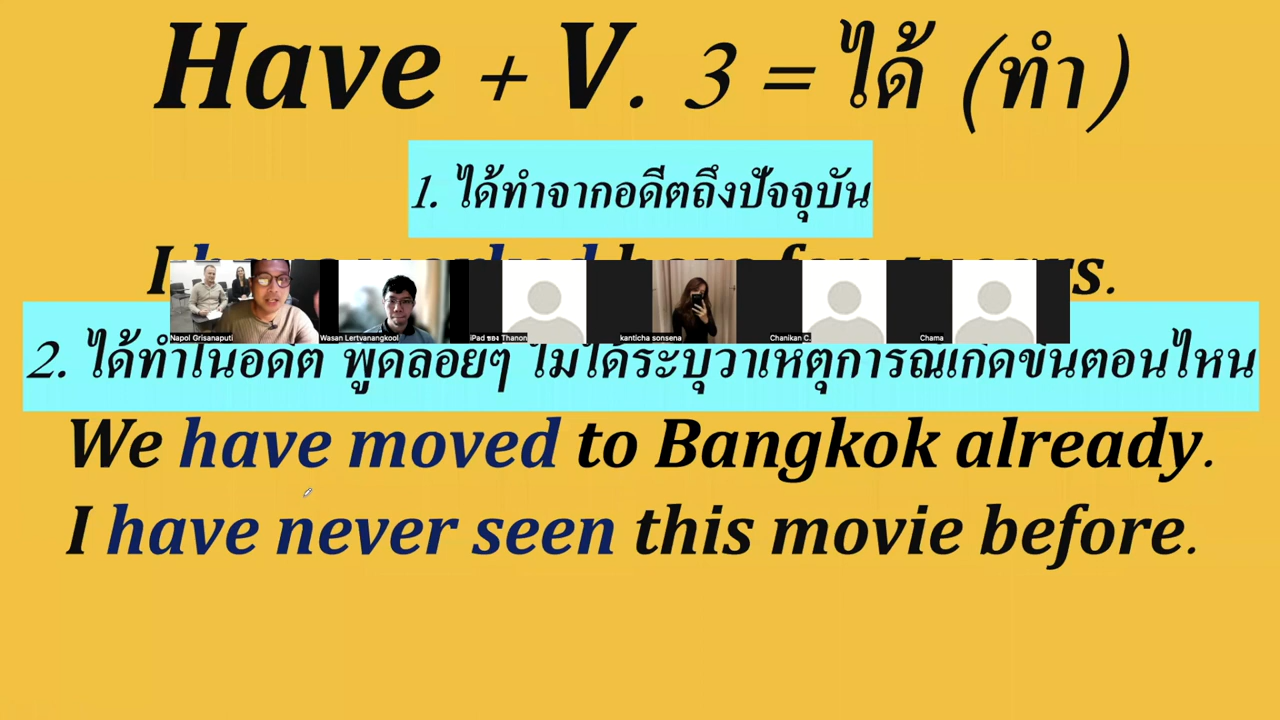 Have + V. 3 = ได้ (ทำ)
1. ได้ทำจากอดีตถึงปัจจุบัน
I have worked here for
Napol Grisanaputi
Wasan Lertvanangkool
iPad ของ Thanon
kanticha sonsena
Chanikan C.
Chama
2. ได้ทำในอดีต พูดลอยๆ ไม่ได้ระบุว่าเหตุการณ์เกิดขึ้นตอนไหน
We have moved to Bangkok already.
I have never seen this movie before.